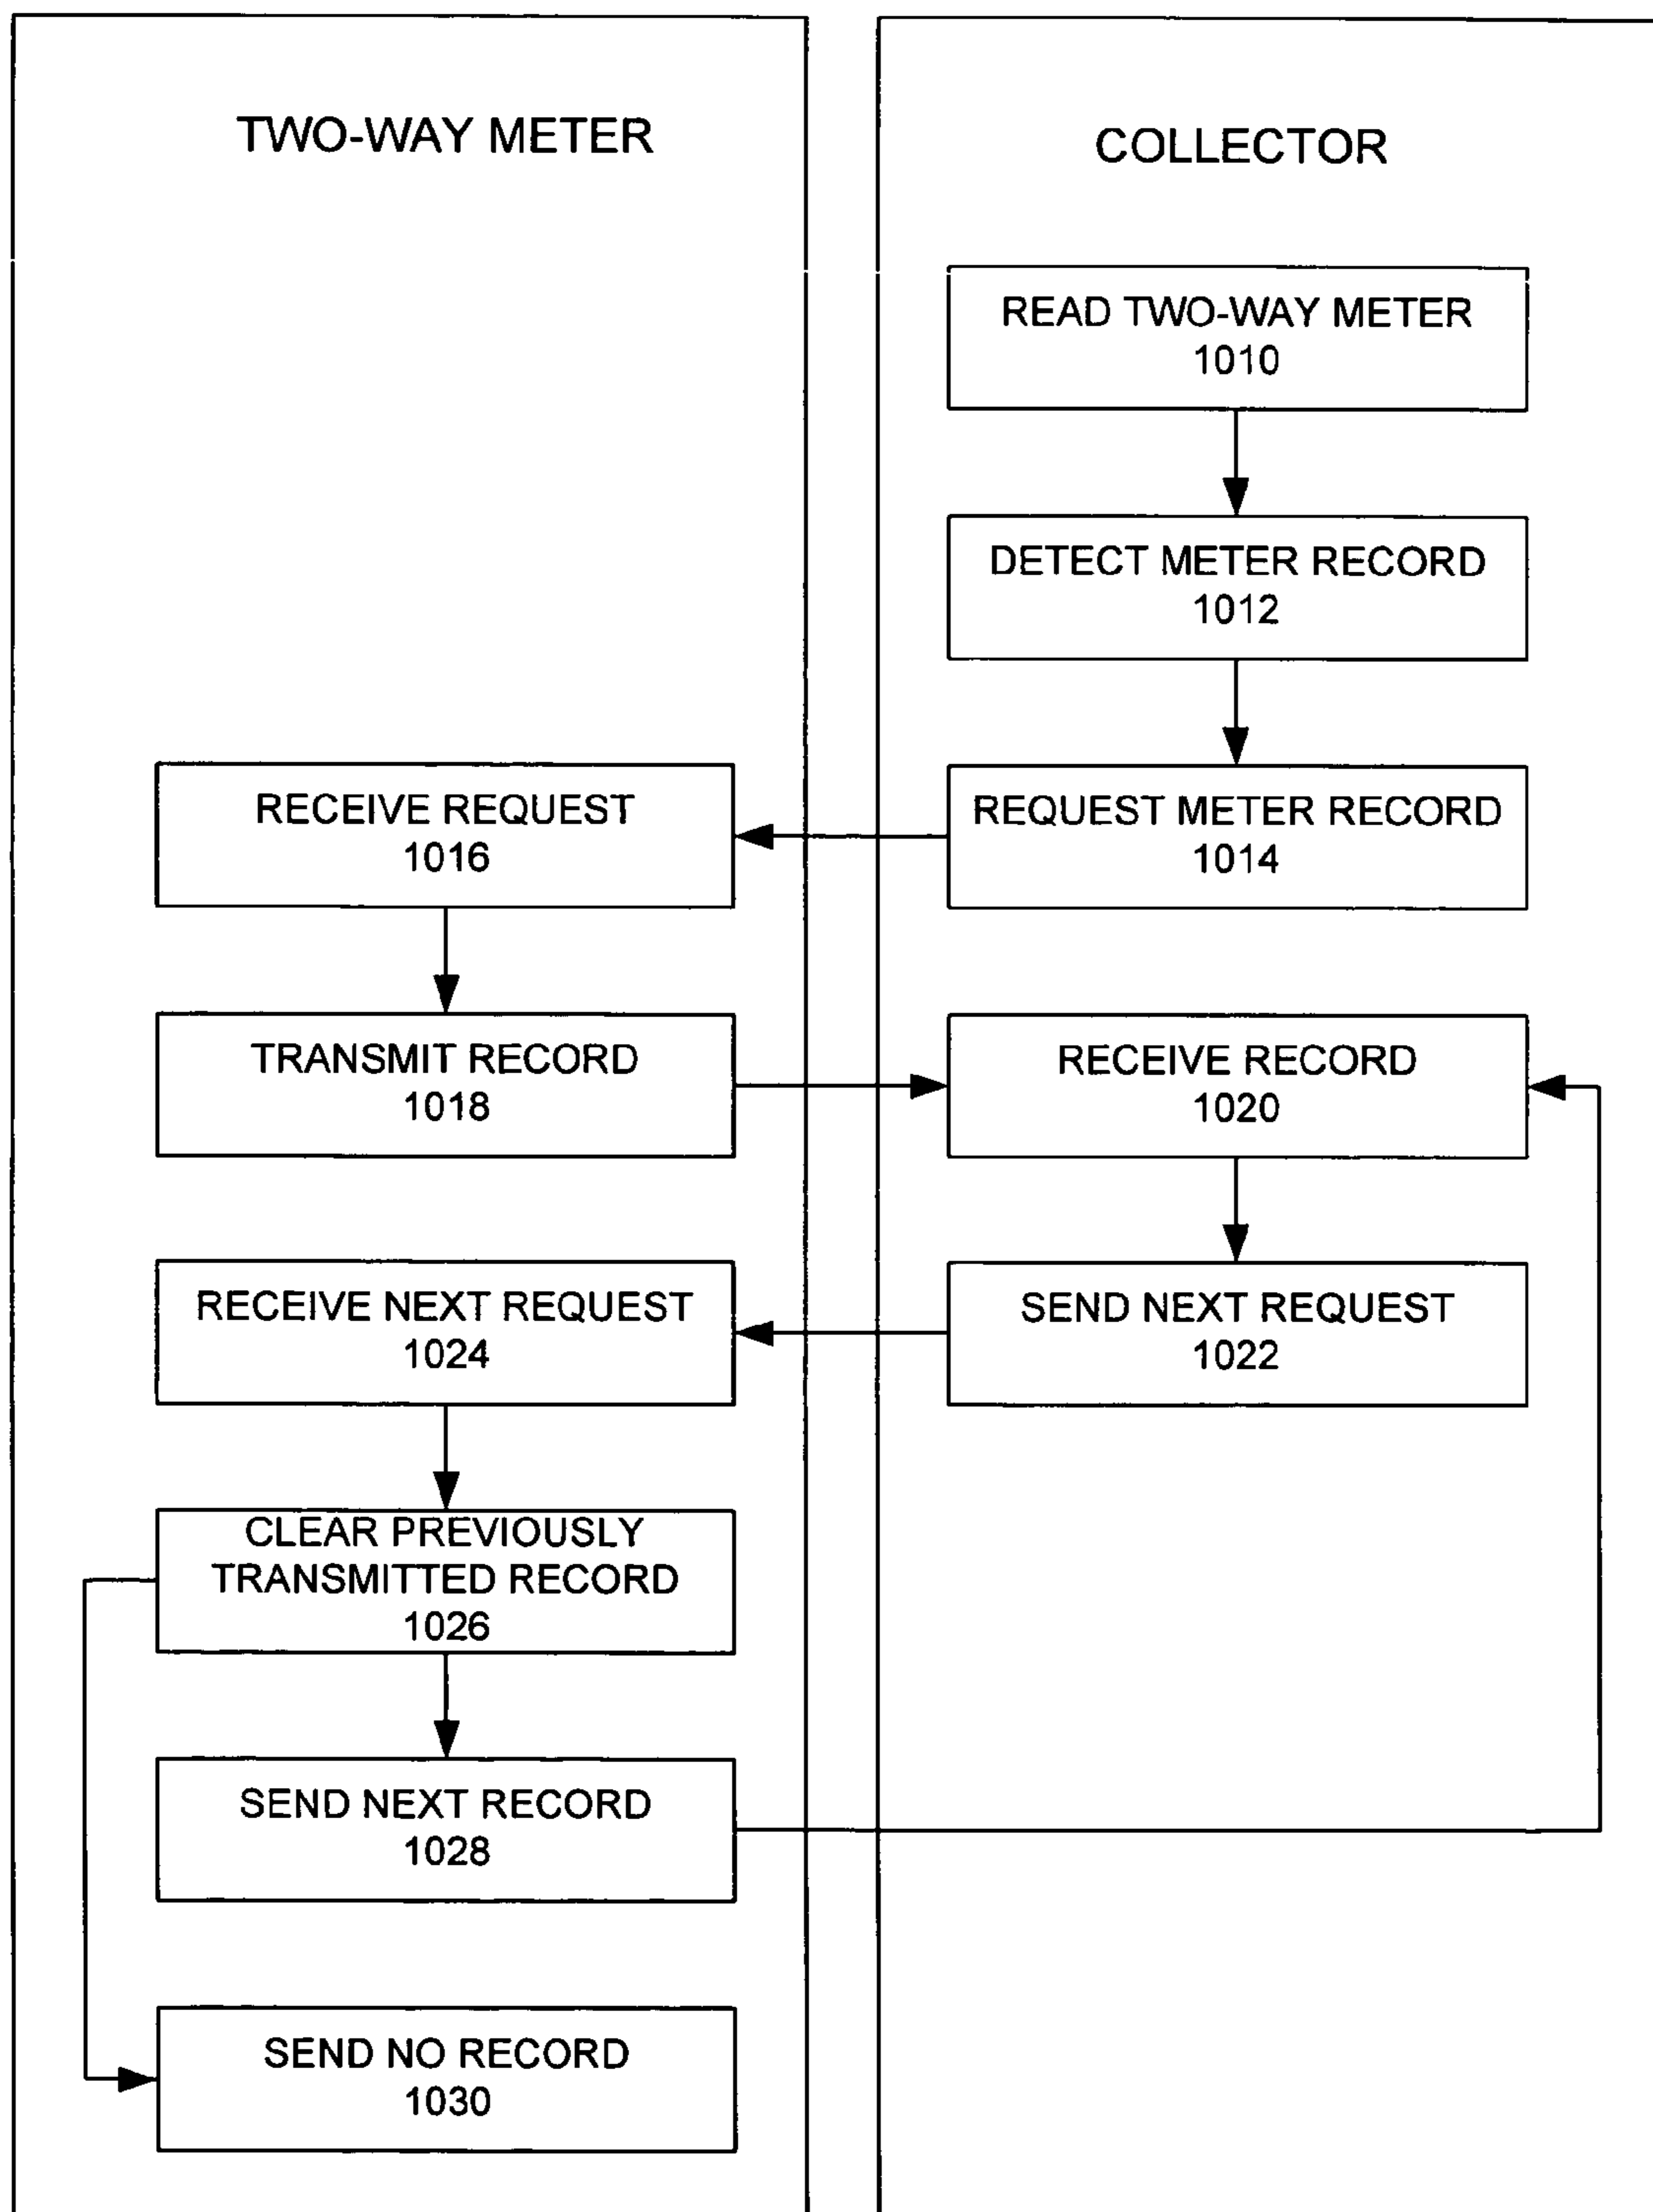 TWO-WAY METER
COLLECTOR
READ TWO-WAY METER
1010
DETECT METER RECORD
1012
RECEIVE REQUEST
1016
REQUEST METER RECORD
1014
TRANSMIT RECORD
1018
RECEIVE RECORD
1020
RECEIVE NEXT REQUEST
1024
SEND NEXT REQUEST
1022
CLEAR PREVIOUSLY
TRANSMITTED RECORD
1026
SEND NEXT RECORD
1028
SEND NO RECORD
1030